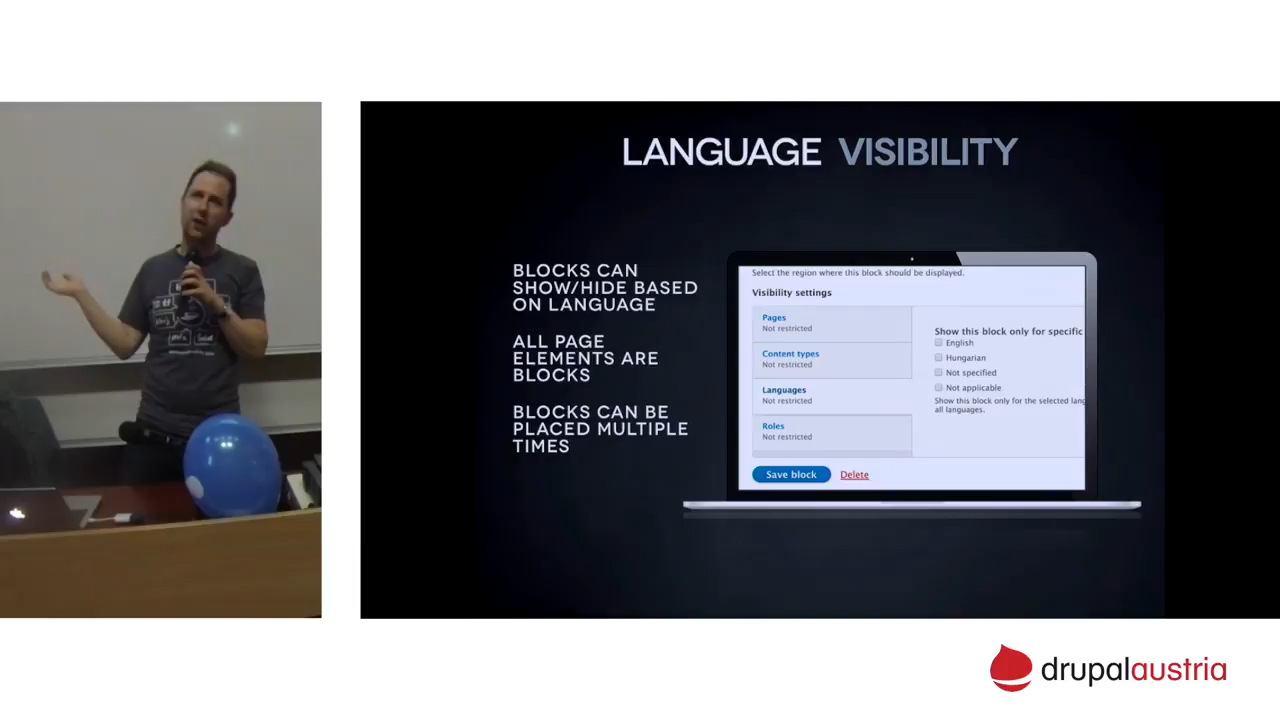 LANGUAGE VISIBILITY
BLOCKS CAN
SHOW/HIDE BASED
ON LANGUAGE
ALL PAGE
ELEMENTS ARE
BLOCKS
BLOCKS CAN BE
PLACED MULTIPLE
TIMES
Select the region where this block should be displayed.
Visibility settings
Pages
Not restricted
Content types
Not restricted
Languages
Not restricted
Roles
Not restricted
Show this block only for specific
English
Hungarian
Not specified
Not applicable
Show this block only for the selected lang
all languages.
Save block
Delete
drupalaustria